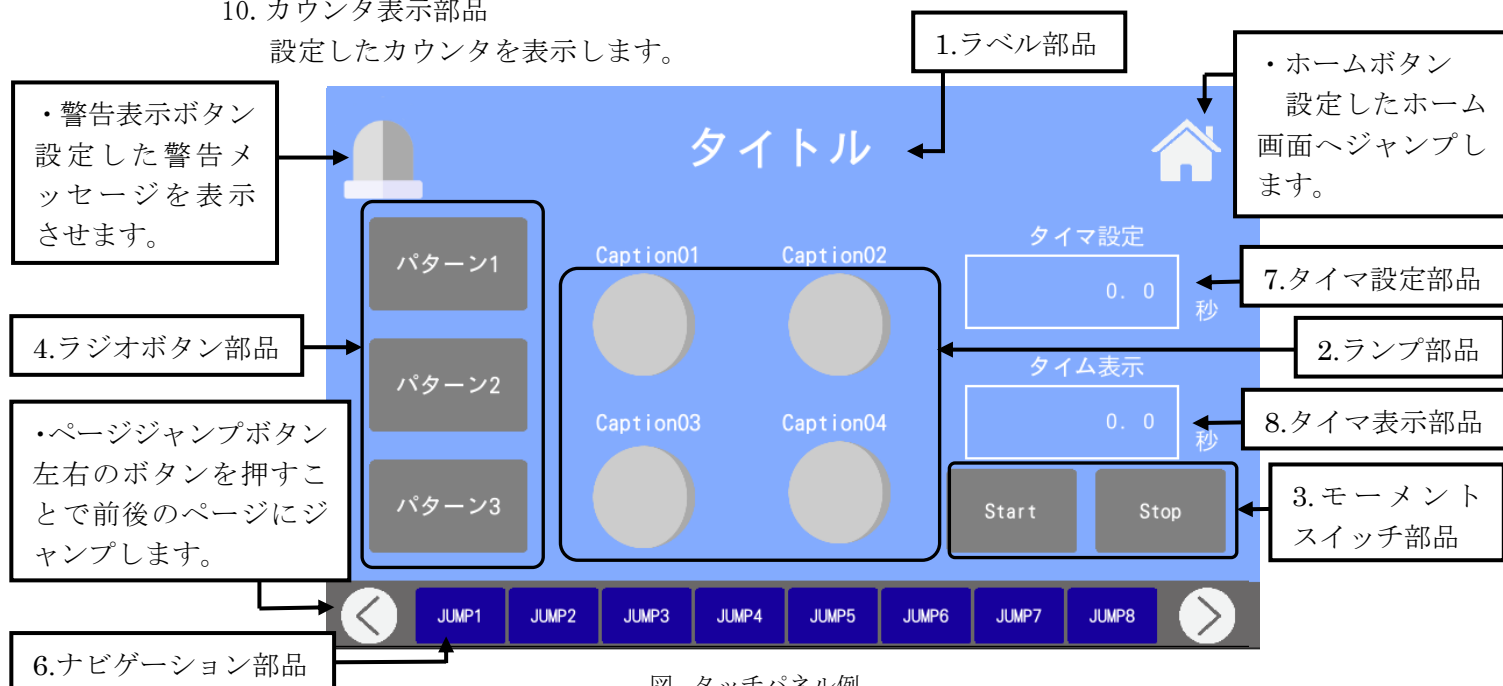 10. カウンタ表示部品
設定したカウンタを表示します。
1.ラベル部品
・ホームボタン
設定したホーム
画面へジャンプし
ます。
・警告表示ボタン
設定した警告メ
ッセージを表示
させます。
タイトル
パターン1
パターン2
パターン3
Caption01
Caption02
Caption03
Caption04
タイマ設定
0. 0
秒
タイム表示
0. 0
秒
7.タイマ設定部品
4.ラジオボタン部品
2.ランプ部品
8.タイマ表示部品
・ページジャンプボタン
左右のボタンを押すこ
とで前後のページにジ
ャンプします。
Start
Stop
3.モーメント
スイッチ部品
JUMP1
JUMP2
JUMP3
JUMP4
JUMP5
JUMP6
JUMP7
JUMP8
6.ナビゲーション部品
図 タッチパネル例